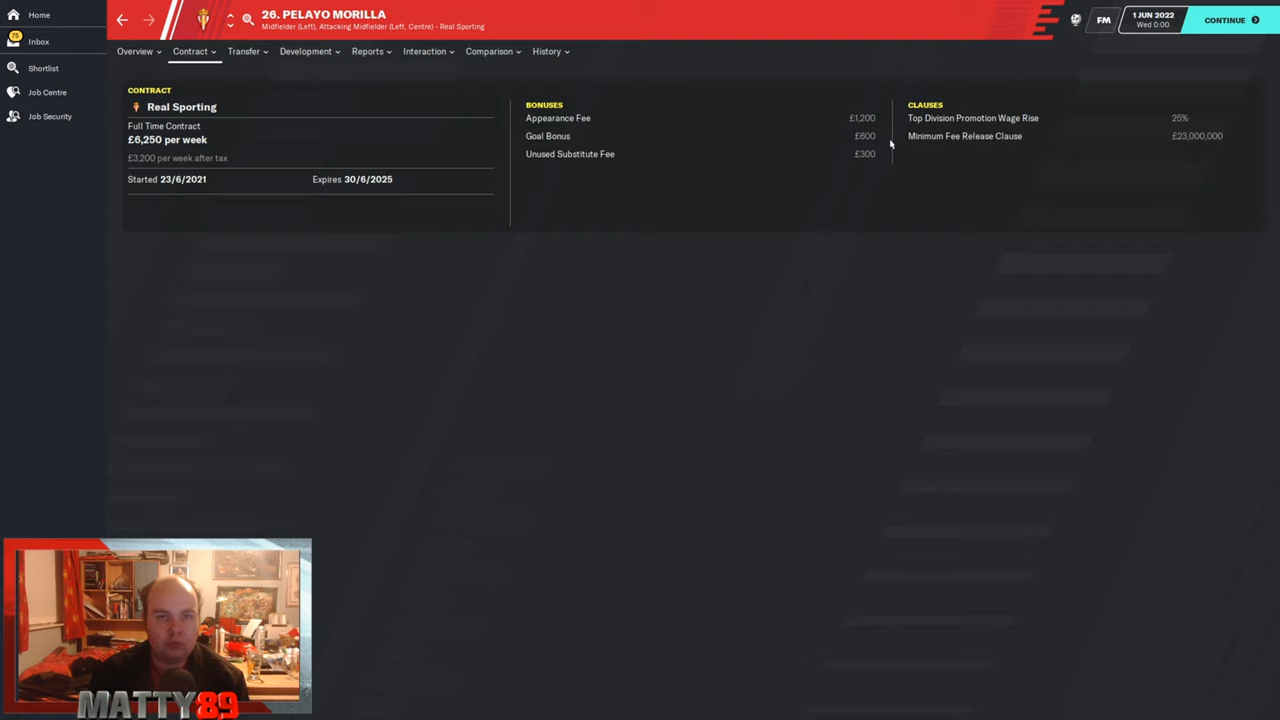 Home
75
Inbox
Shortlist
Job Centre
Job Security
26. PELAYO MORILLA
Midfielder (Left), Attacking Midfielder (Left, Centre) - Real Sporting
FM
1 JUN 2022
Wed 0:00
CONTINUE
Overview
Contract
Transfer
Development
Reports
Interaction
Comparison
History
CONTRACT
Real Sporting
Full Time Contract
£6,250 per week
£3,200 per week after tax
Started 23/6/2021 Expires 30/6/2025
BONUSES
Appearance Fee £1,200
Goal Bonus £600
Unused Substitute Fee £300
CLAUSES
Top Division Promotion Wage Rise 25%
Minimum Fee Release Clause £23,000,000
MATTY89